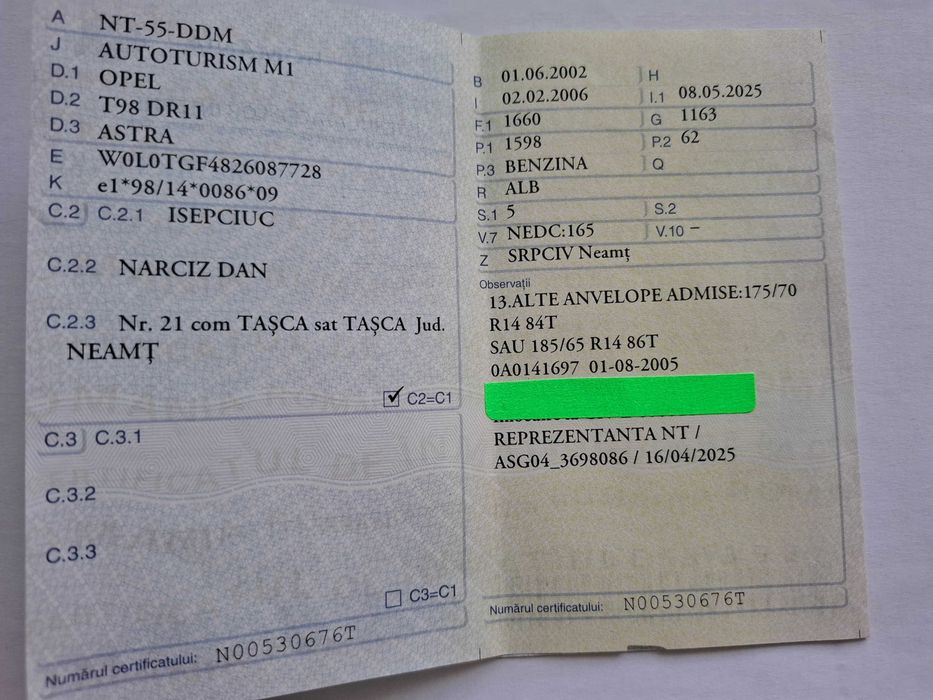 A NT-55-DDM
J AUTOTURISM M1
D.1 OPEL
D.2 T98 DR11
D.3 ASTRA
E W0L0TGF4826087728
K e1*98/14*0086*09
C.2 C.2.1 ISEPCIUC
C.2.2 NARCIZ DAN
C.2.3 Nr. 21 com TAŞCA sat TAŞCA Jud.
NEAMŢ
C2=C1
C.3 C.3.1
C.3.2
C.3.3
C3=C1
Numărul certificatului: N00530676T
B 01.06.2002 H
I 02.02.2006 I.1 08.05.2025
F.1 1660 G 1163
P.1 1598 P.2 62
P.3 BENZINA Q
R ALB
S.1 5 S.2
V.7 NEDC:165 V.10 –
Z SRPCIV Neamţ
Observaţii
13.ALTE ANVELOPE ADMISE:175/70
R14 84T
SAU 185/65 R14 86T
0A0141697 01-08-2005
REPREZENTANTA NT /
ASG04_3698086 / 16/04/2025
Numărul certificatului: N00530676T